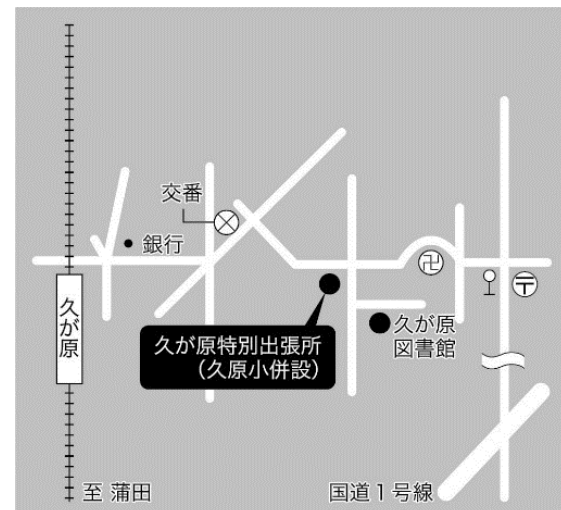 交番
銀行
久が原
久が原特別出張所
（久原小併設）
久が原
図書館
至 蒲田
国道1号線